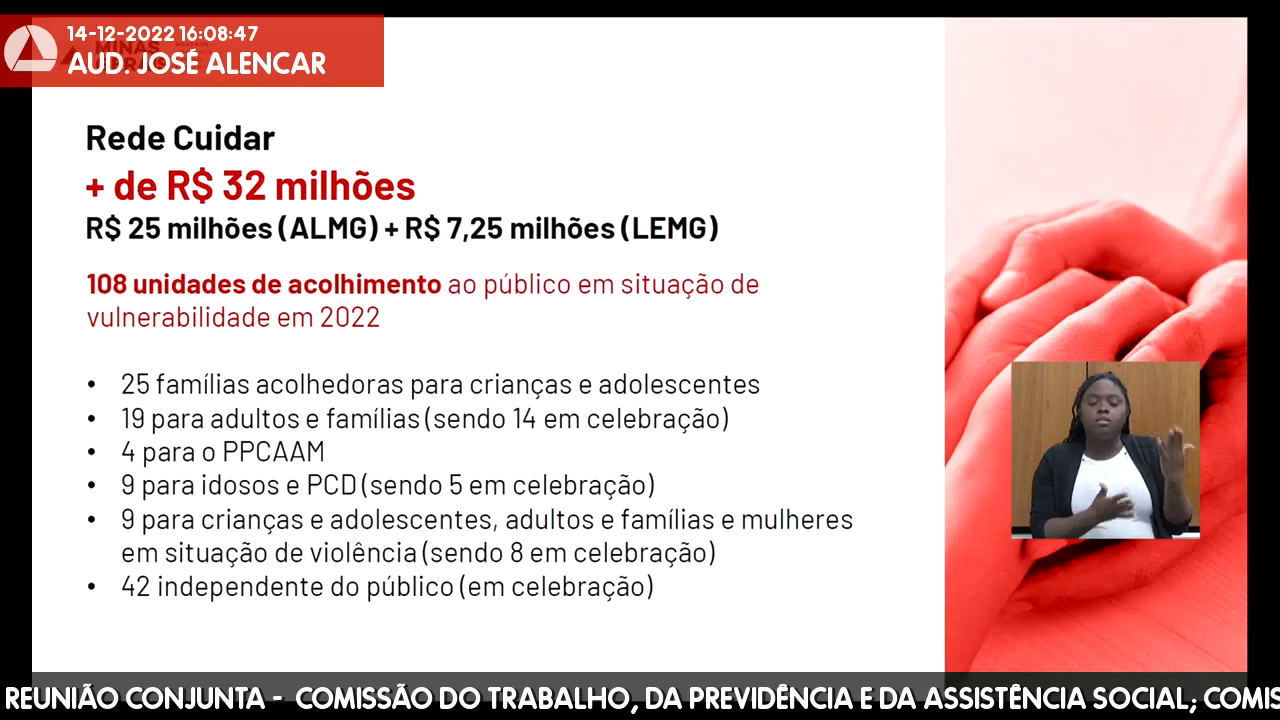 14-12-2022 16:08:47
AUD. JOSÉ ALENCAR
MINAS
Rede Cuidar
+ de R$ 32 milhões
R$ 25 milhões (ALMG) + R$ 7,25 milhões (LEMG)
108 unidades de acolhimento ao público em situação de
vulnerabilidade em 2022
• 25 famílias acolhedoras para crianças e adolescentes
• 19 para adultos e famílias (sendo 14 em celebração)
• 4 para o PPCAAM
• 9 para idosos e PCD (sendo 5 em celebração)
• 9 para crianças e adolescentes, adultos e famílias e mulheres
em situação de violência (sendo 8 em celebração)
• 42 independente do público (em celebração)
REUNIÃO CONJUNTA - COMISSÃO DO TRABALHO, DA PREVIDÊNCIA E DA ASSISTÊNCIA SOCIAL; COMIS